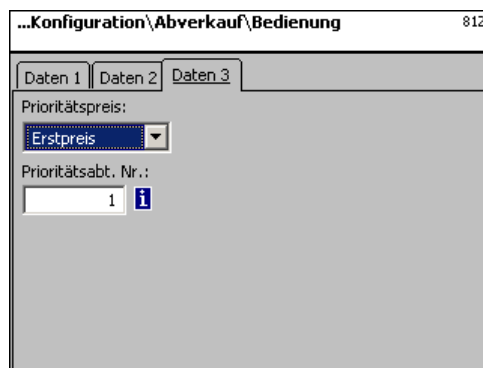 ...Konfiguration\Abverkauf\Bedienung 812
Daten 1 Daten 2 Daten 3
Prioritätspreis:
Erstpreis
Prioritätsabt. Nr.:
1 i